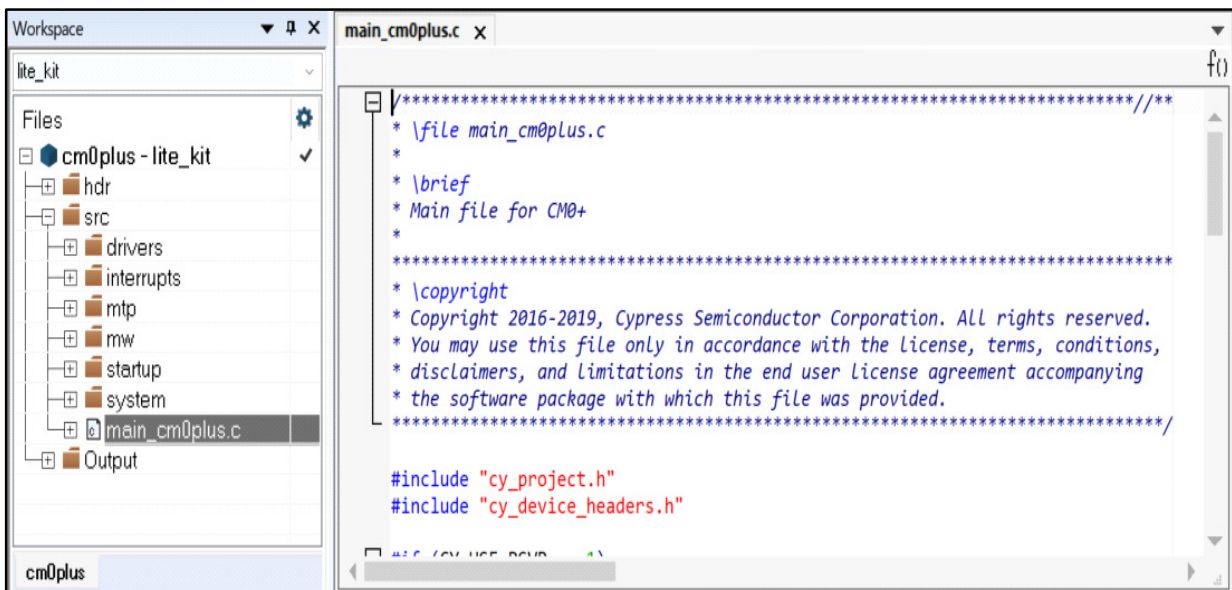 Workspace
lite_kit
Files
cm0plus - lite_kit
hdr
src
drivers
interrupts
mtp
mw
startup
system
main_cm0plus.c
Output
cm0plus
main_cm0plus.c x
f()
/***************************************************************************//**
* \file main_cm0plus.c
*
* \brief
* Main file for CM0+
*
********************************************************************************
* \copyright
* Copyright 2016-2019, Cypress Semiconductor Corporation. All rights reserved.
* You may use this file only in accordance with the license, terms, conditions,
* disclaimers, and limitations in the end user license agreement accompanying
* the software package with which this file was provided.
*******************************************************************************/
#include "cy_project.h"
#include "cy_device_headers.h"